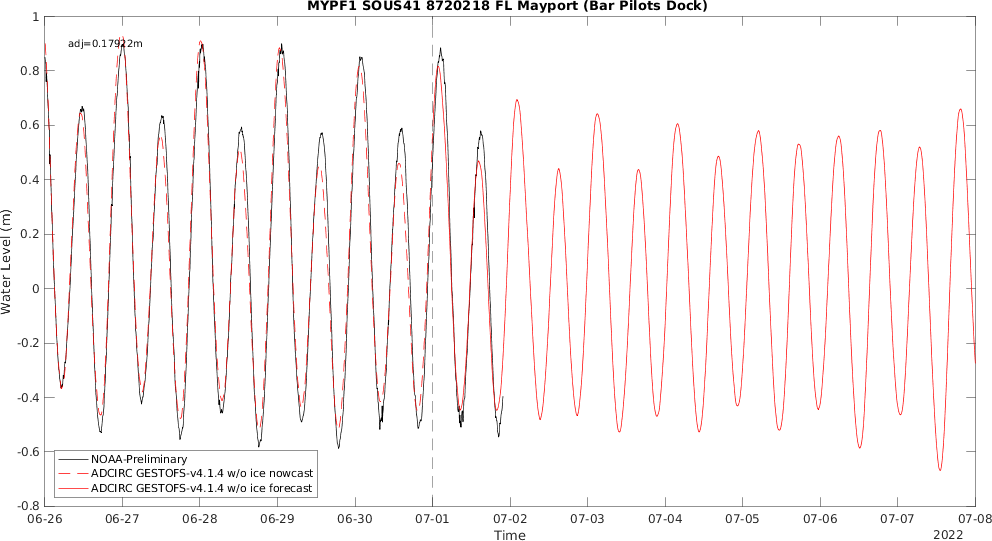 MYPF1 SOUS41 8720218 FL Mayport (Bar Pilots Dock)
adj=0.17922m
Water Level (m)
1
0.8
0.6
0.4
0.2
0
-0.2
-0.4
-0.6
-0.8
NOAA-Preliminary
ADCIRC GESTOFS-v4.1.4 w/o ice nowcast
ADCIRC GESTOFS-v4.1.4 w/o ice forecast
06-26 06-27 06-28 06-29 06-30 07-01 07-02 07-03 07-04 07-05 07-06 07-07 07-08
Time
2022